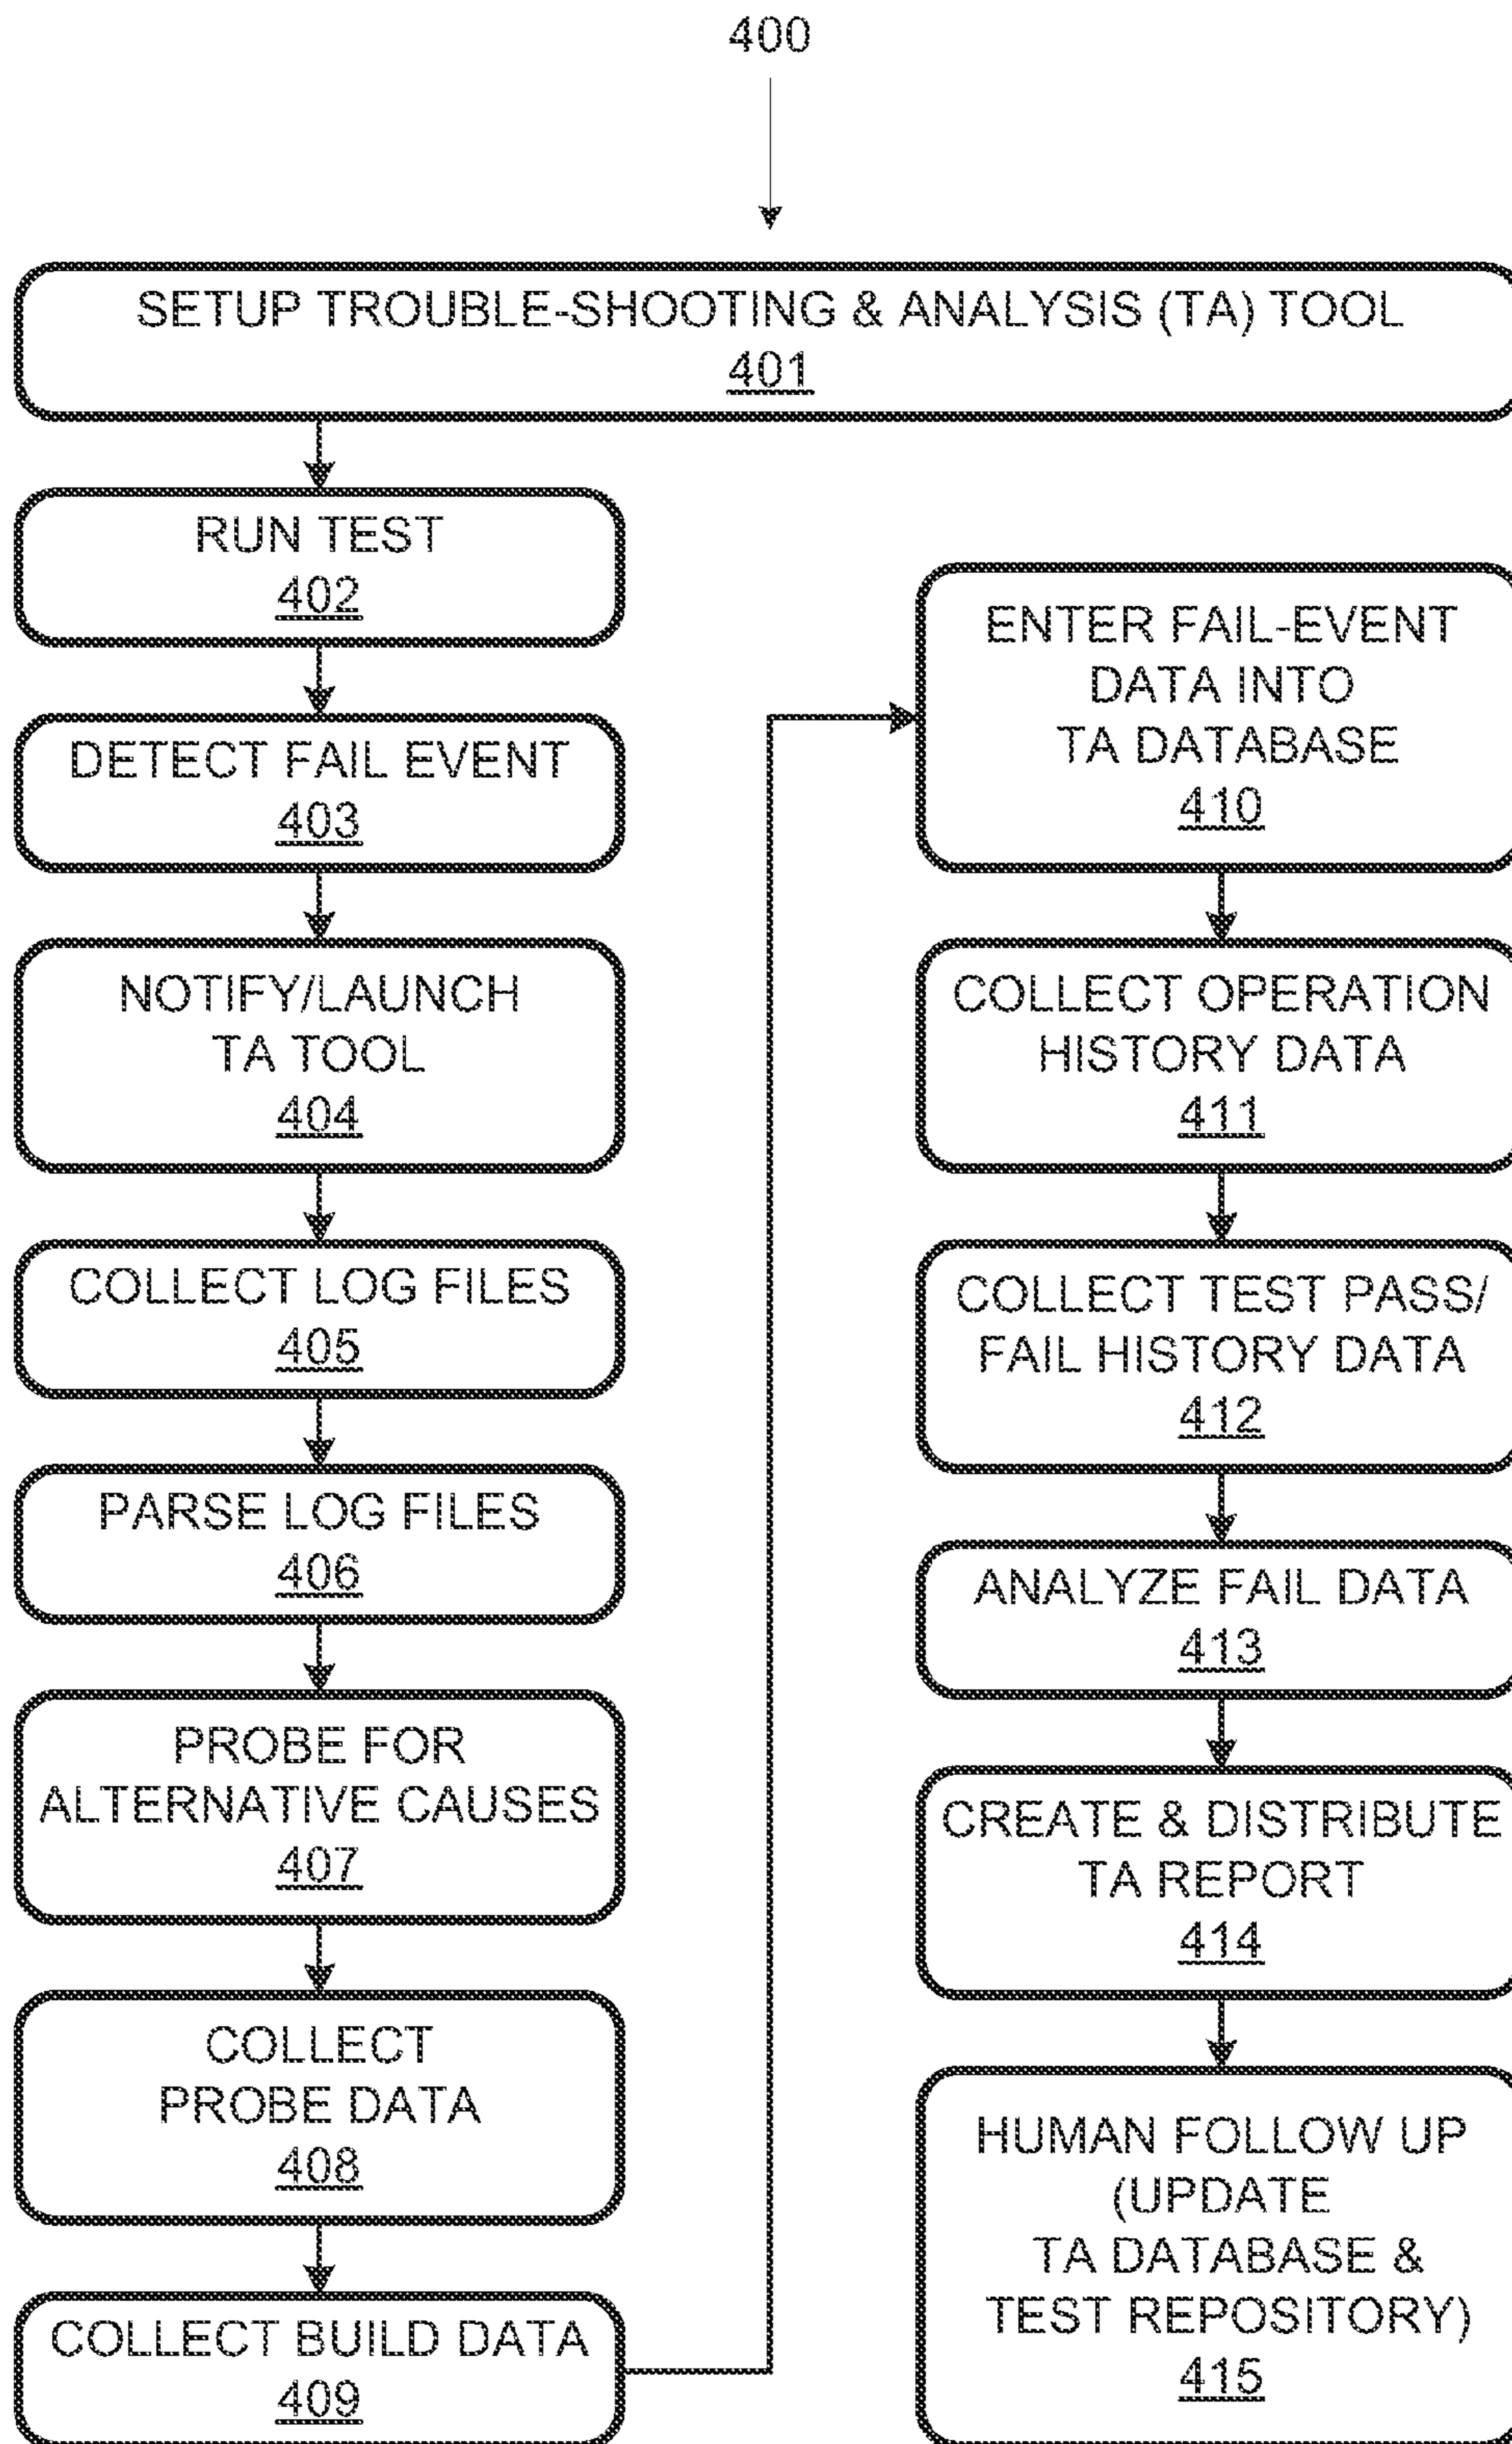 400
SETUP TROUBLE-SHOOTING & ANALYSIS (TA) TOOL
401
RUN TEST
402
DETECT FAIL EVENT
403
NOTIFY/LAUNCH
TA TOOL
404
COLLECT LOG FILES
405
PARSE LOG FILES
406
PROBE FOR
ALTERNATIVE CAUSES
407
COLLECT
PROBE DATA
408
COLLECT BUILD DATA
409
ENTER FAIL-EVENT
DATA INTO
TA DATABASE
410
COLLECT OPERATION
HISTORY DATA
411
COLLECT TEST PASS/
FAIL HISTORY DATA
412
ANALYZE FAIL DATA
413
CREATE & DISTRIBUTE
TA REPORT
414
HUMAN FOLLOW UP
(UPDATE
TA DATABASE &
TEST REPOSITORY)
415